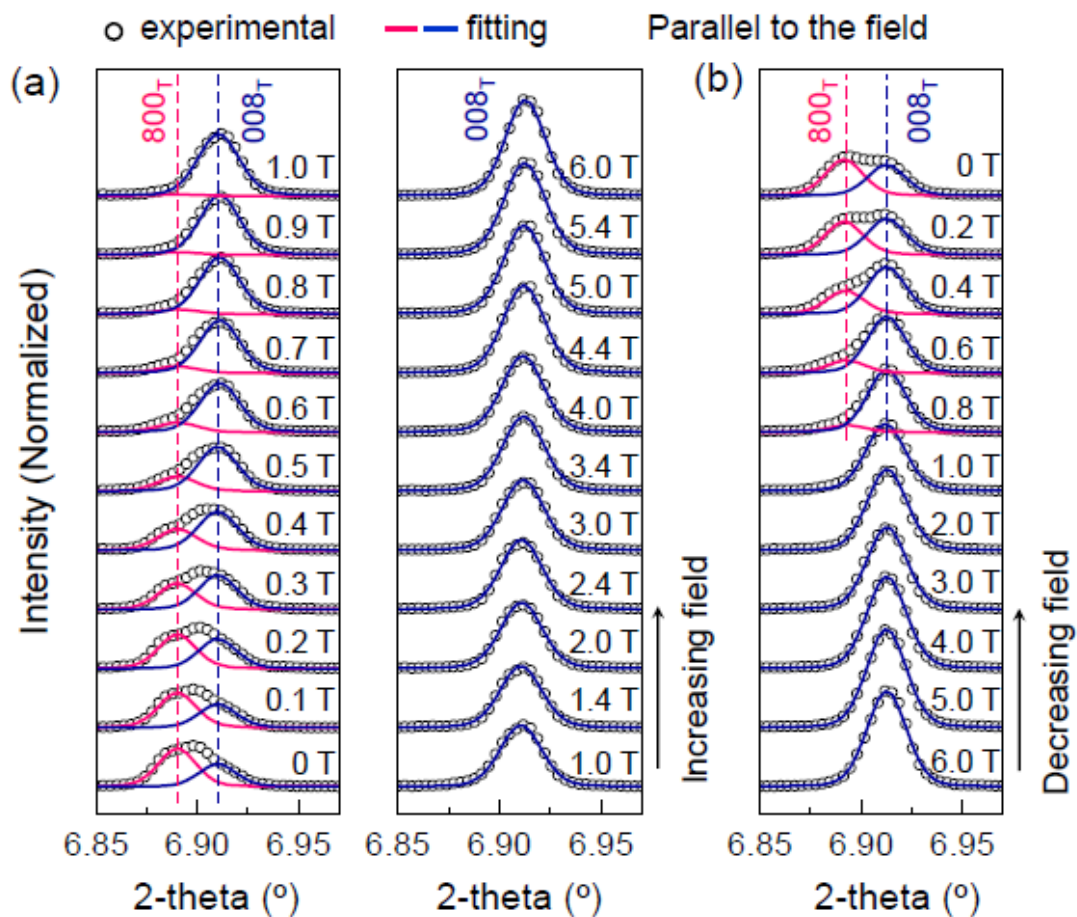 experimental fitting Parallel to the field
(a) (b)
800T 008T 008T 800T 008T
Intensity (Normalized)
1.0 T
0.9 T
0.8 T
0.7 T
0.6 T
0.5 T
0.4 T
0.3 T
0.2 T
0.1 T
0 T
6.0 T
5.4 T
5.0 T
4.4 T
4.0 T
3.4 T
3.0 T
2.4 T
2.0 T
1.4 T
1.0 T
Increasing field
0 T
0.2 T
0.4 T
0.6 T
0.8 T
1.0 T
2.0 T
3.0 T
4.0 T
5.0 T
6.0 T
Decreasing field
6.85 6.90 6.95 6.85 6.90 6.95 6.85 6.90 6.95
2-theta (º) 2-theta (º) 2-theta (º)